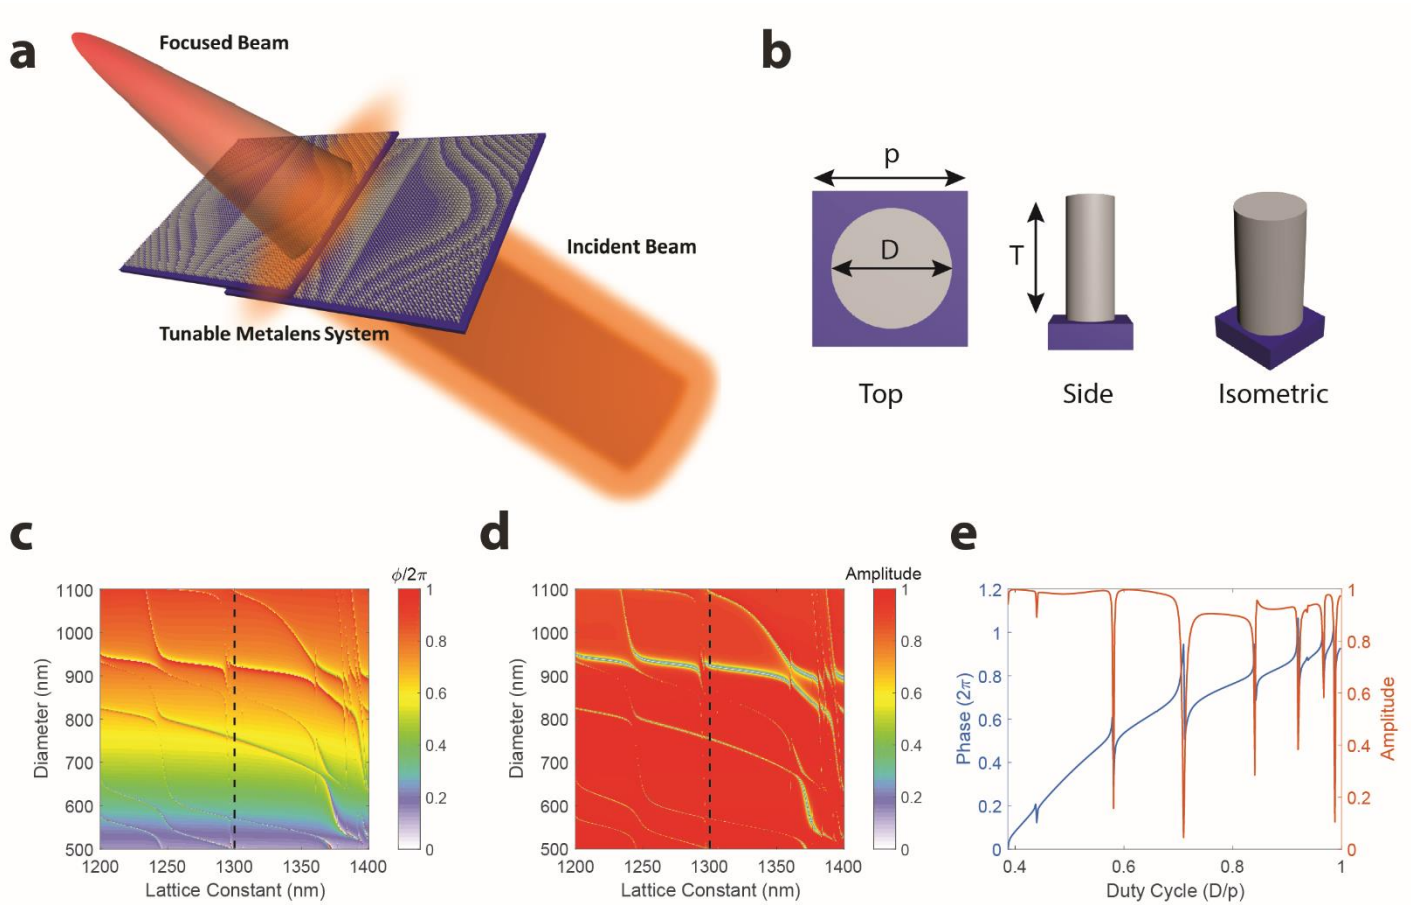 a
Focused Beam
Incident Beam
Tunable Metalens System
b
p
D
T
Top
Side
Isometric
c
ϕ/2π
1100
1000
900
800
700
600
500
1
0.8
0.6
0.4
0.2
0
1200
1250
1300
1350
1400
Diameter (nm)
Lattice Constant (nm)
d
Amplitude
1100
1000
900
800
700
600
500
1
0.8
0.6
0.4
0.2
0
1200
1250
1300
1350
1400
Diameter (nm)
Lattice Constant (nm)
e
1.2
1
0.8
0.6
0.4
0.2
0
1
0.8
0.6
0.4
0.2
0
0.4
0.6
0.8
1
Phase (2π)
Amplitude
Duty Cycle (D/p)